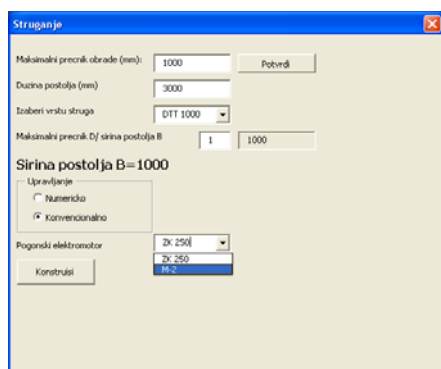 Struganje
Maksimalni precnik obrade (mm): 1000 Potvrdi
Duzina postolja (mm) 3000
Izaberi vrstu struga DTT 1000
Maksimalni precnik D/ sirina postolja B 1 1000
Sirina postolja B=1000
Upravljanje
Numericko
Konvencionalno
Pogonski elektromotor ZK 250
ZK 250
M-2
Konstruisi